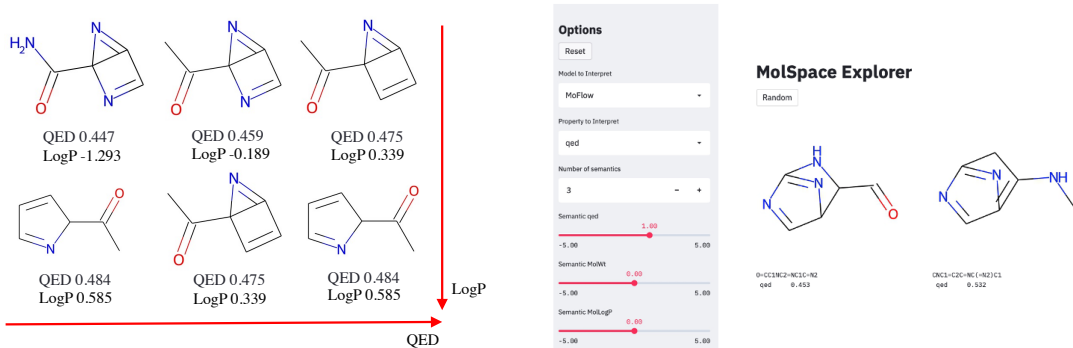 H₂N
N
N
O
QED 0.447
LogP -1.293
N
N
O
QED 0.459
LogP -0.189
N
O
QED 0.475
LogP 0.339
O
N
QED 0.484
LogP 0.585
N
O
QED 0.475
LogP 0.339
O
N
QED 0.484
LogP 0.585
LogP
QED
Options
Reset
Model to Interpret
MoFlow
Property to Interpret
qed
Number of semantics
3 - +
Semantic qed
1.00
-5.00 5.00
Semantic MolWt
0.00
-5.00 5.00
Semantic MolLogP
0.00
-5.00 5.00
MolSpace Explorer
Random
H
N
N
N
O
O=CC1NC2=NC1C=N2
qed 0.453
N
NH
N
CNC1=C2C=NC(=N2)C1
qed 0.532